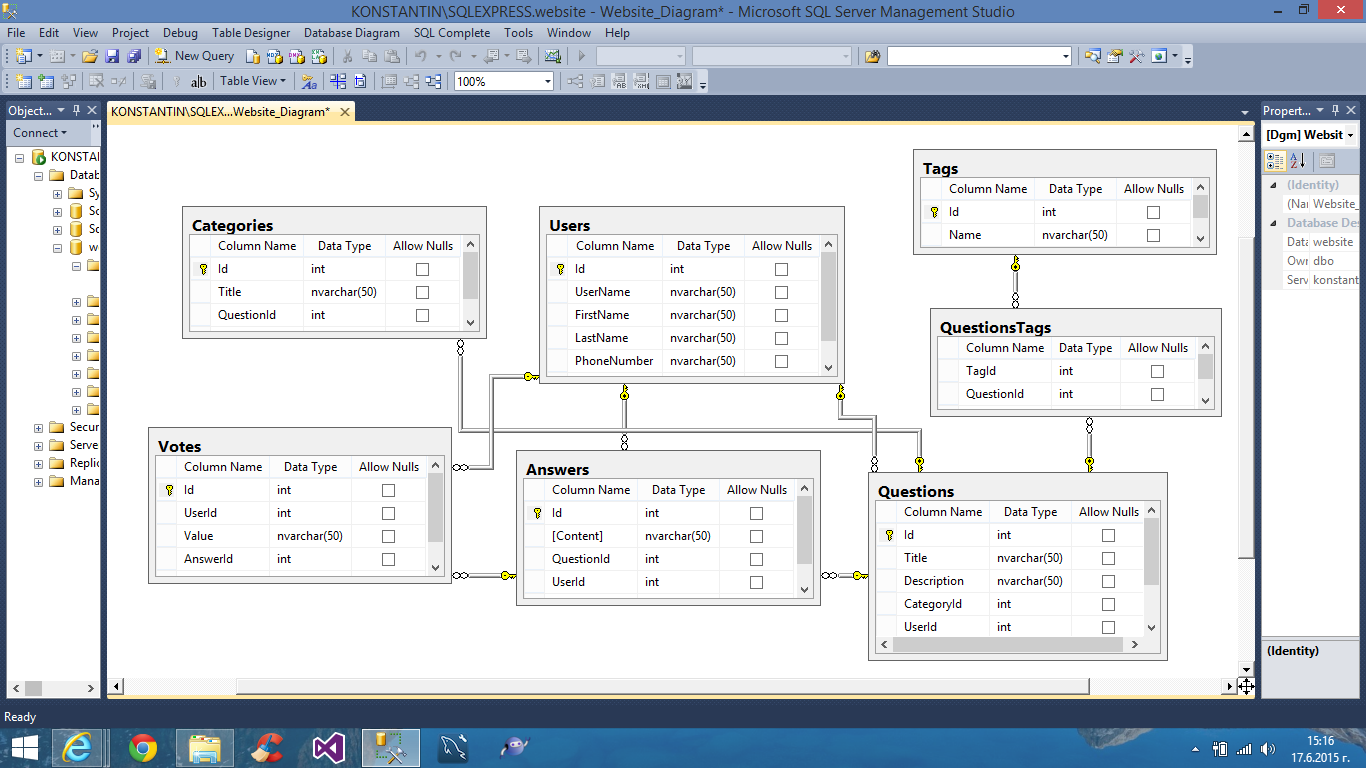 KONSTANTIN\SQLEXPRESS.website - Website_Diagram* - Microsoft SQL Server Management Studio
File Edit View Project Debug Table Designer Database Diagram SQL Complete Tools Window Help
New Query
ab| Table View 100%
Object...
KONSTANTIN\SQLEX...Website_Diagram*
Propert...
Connect
KONSTA
Datab
Sy
Sc
Sc
w
Secur
Serve
Replic
Mana
Categories
Column Name Data Type Allow Nulls
Id int
Title nvarchar(50)
QuestionId int
Users
Column Name Data Type Allow Nulls
Id int
UserName nvarchar(50)
FirstName nvarchar(50)
LastName nvarchar(50)
PhoneNumber nvarchar(50)
Tags
Column Name Data Type Allow Nulls
Id int
Name nvarchar(50)
QuestionsTags
Column Name Data Type Allow Nulls
TagId int
QuestionId int
Votes
Column Name Data Type Allow Nulls
Id int
UserId int
Value nvarchar(50)
AnswerId int
Answers
Column Name Data Type Allow Nulls
Id int
[Content] nvarchar(50)
QuestionId int
UserId int
Questions
Column Name Data Type Allow Nulls
Id int
Title nvarchar(50)
Description nvarchar(50)
CategoryId int
UserId int
[Dgm] Websit
(Identity)
(Nar Website_
Database Des
Data website
Owr dbo
Serv konstant
(Identity)
Ready
15:16
17.6.2015 г.